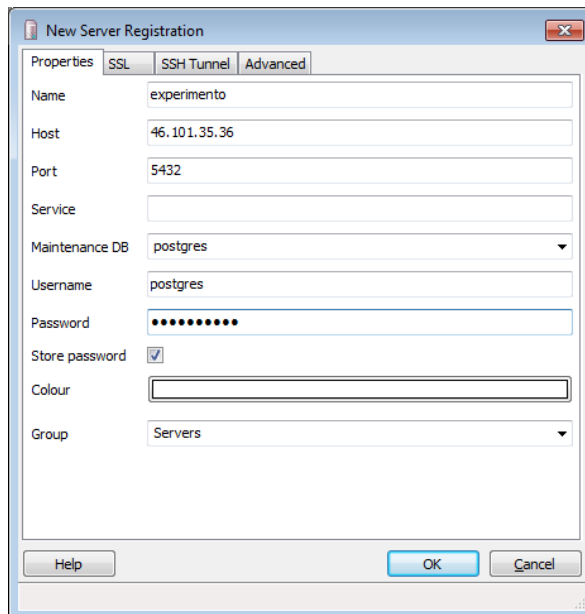 New Server Registration
Properties SSL SSH Tunnel Advanced
Name experimento
Host 46.101.35.36
Port 5432
Service
Maintenance DB postgres
Username postgres
Password ••••••••••
Store password
Colour
Group Servers
Help OK Cancel